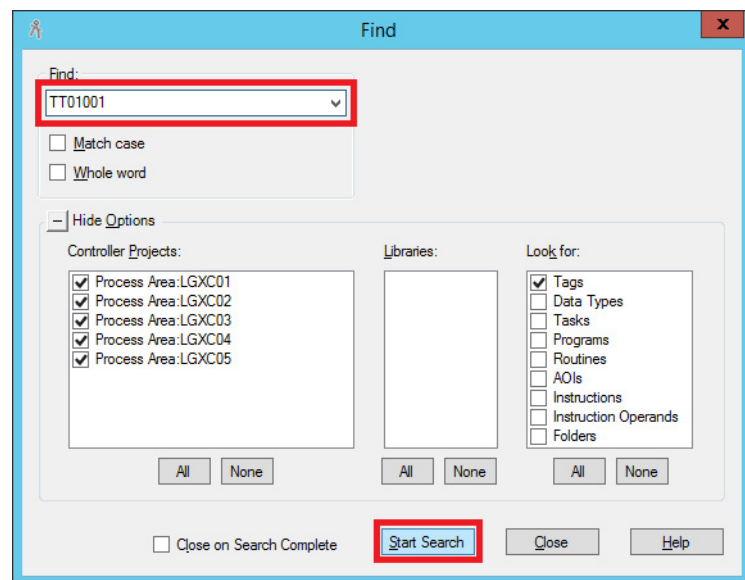 Find
x
Find:
TT01001
Match case
Whole word
Hide Options
Controller Projects:
Process Area:LGXC01
Process Area:LGXC02
Process Area:LGXC03
Process Area:LGXC04
Process Area:LGXC05
All None
Libraries:
All None
Look for:
Tags
Data Types
Tasks
Programs
Routines
AOIs
Instructions
Instruction Operands
Folders
All None
Close on Search Complete
Start Search
Close
Help